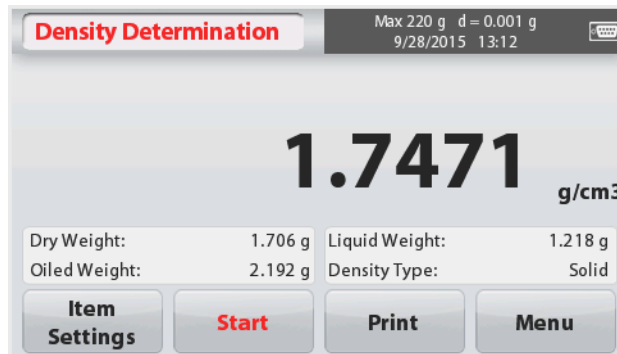 Density Determination
Max 220 g d = 0.001 g
9/28/2015 13:12
1.7471
g/cm3
Dry Weight: 1.706 g Liquid Weight: 1.218 g
Oiled Weight: 2.192 g Density Type: Solid
Item Settings
Start
Print
Menu